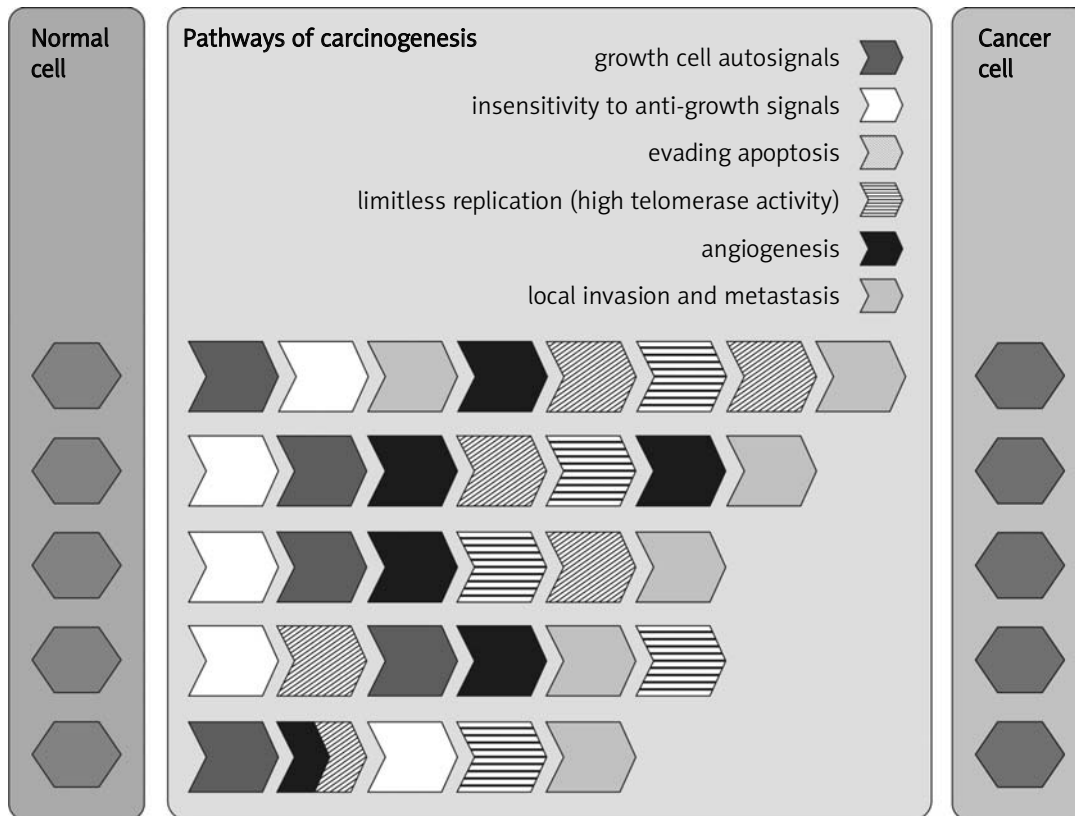 Normal
cell
Pathways of carcinogenesis
growth cell autosignals
insensitivity to anti-growth signals
evading apoptosis
limitless replication (high telomerase activity)
angiogenesis
local invasion and metastasis
Cancer
cell